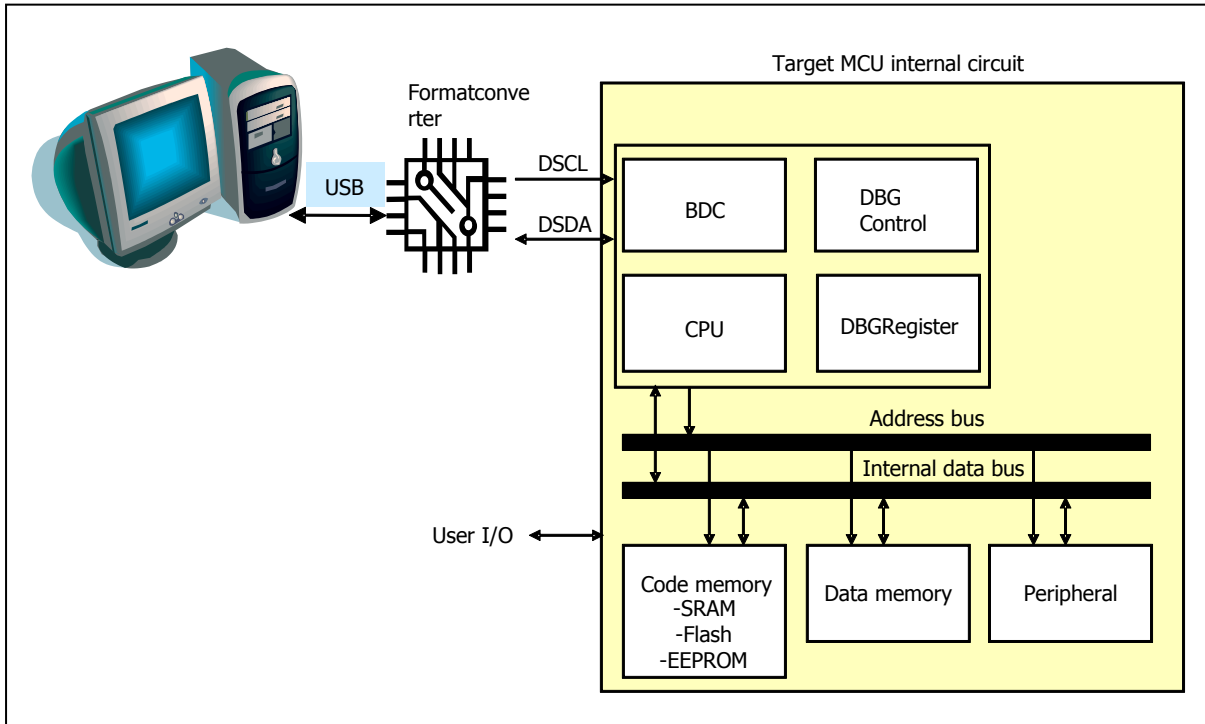 Target MCU internal circuit
Formatconve
rter
USB
DSCL
DSDA
BDC
DBG
Control
CPU
DBGRegister
Address bus
Internal data bus
User I/O
Code memory
-SRAM
-Flash
-EEPROM
Data memory
Peripheral